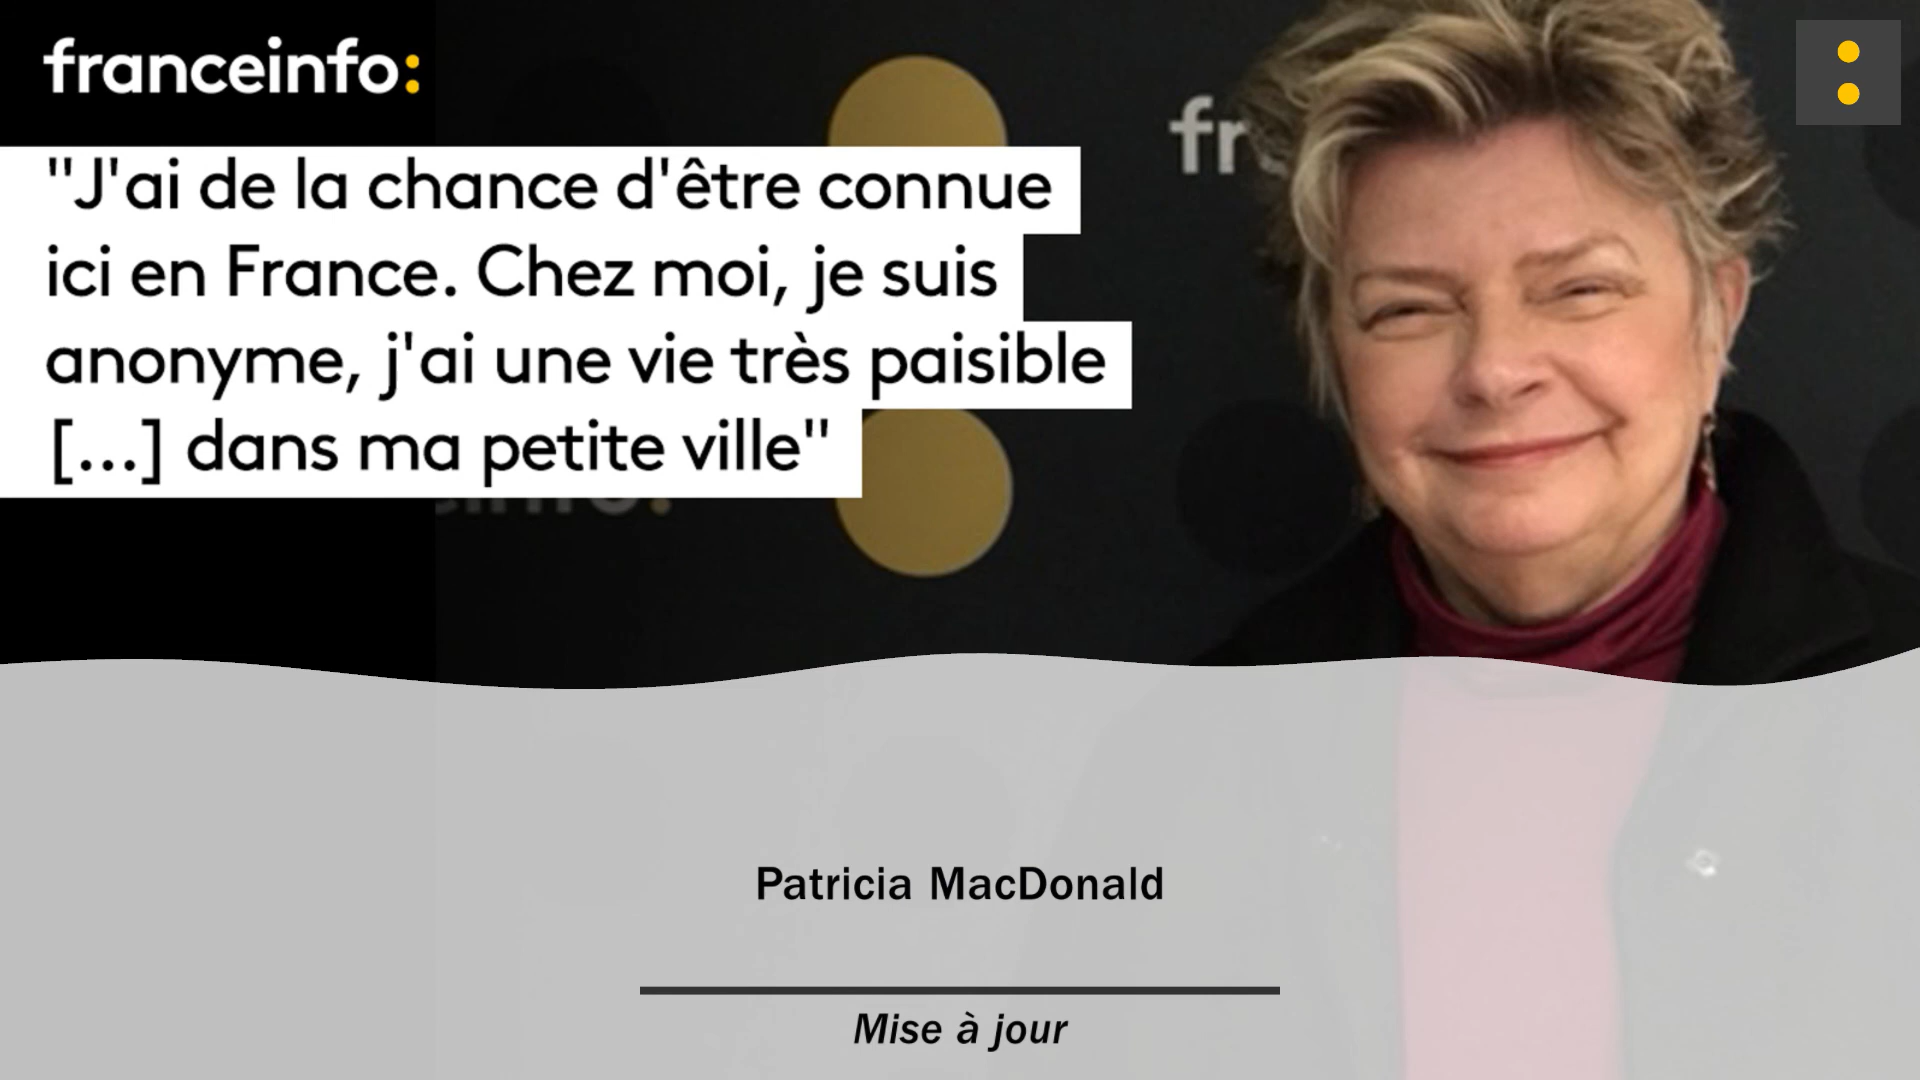 franceinfo:
"J'ai de la chance d'être connue
ici en France. Chez moi, je suis
anonyme, j'ai une vie très paisible
[...] dans ma petite ville"
Patricia MacDonald
Mise à jour